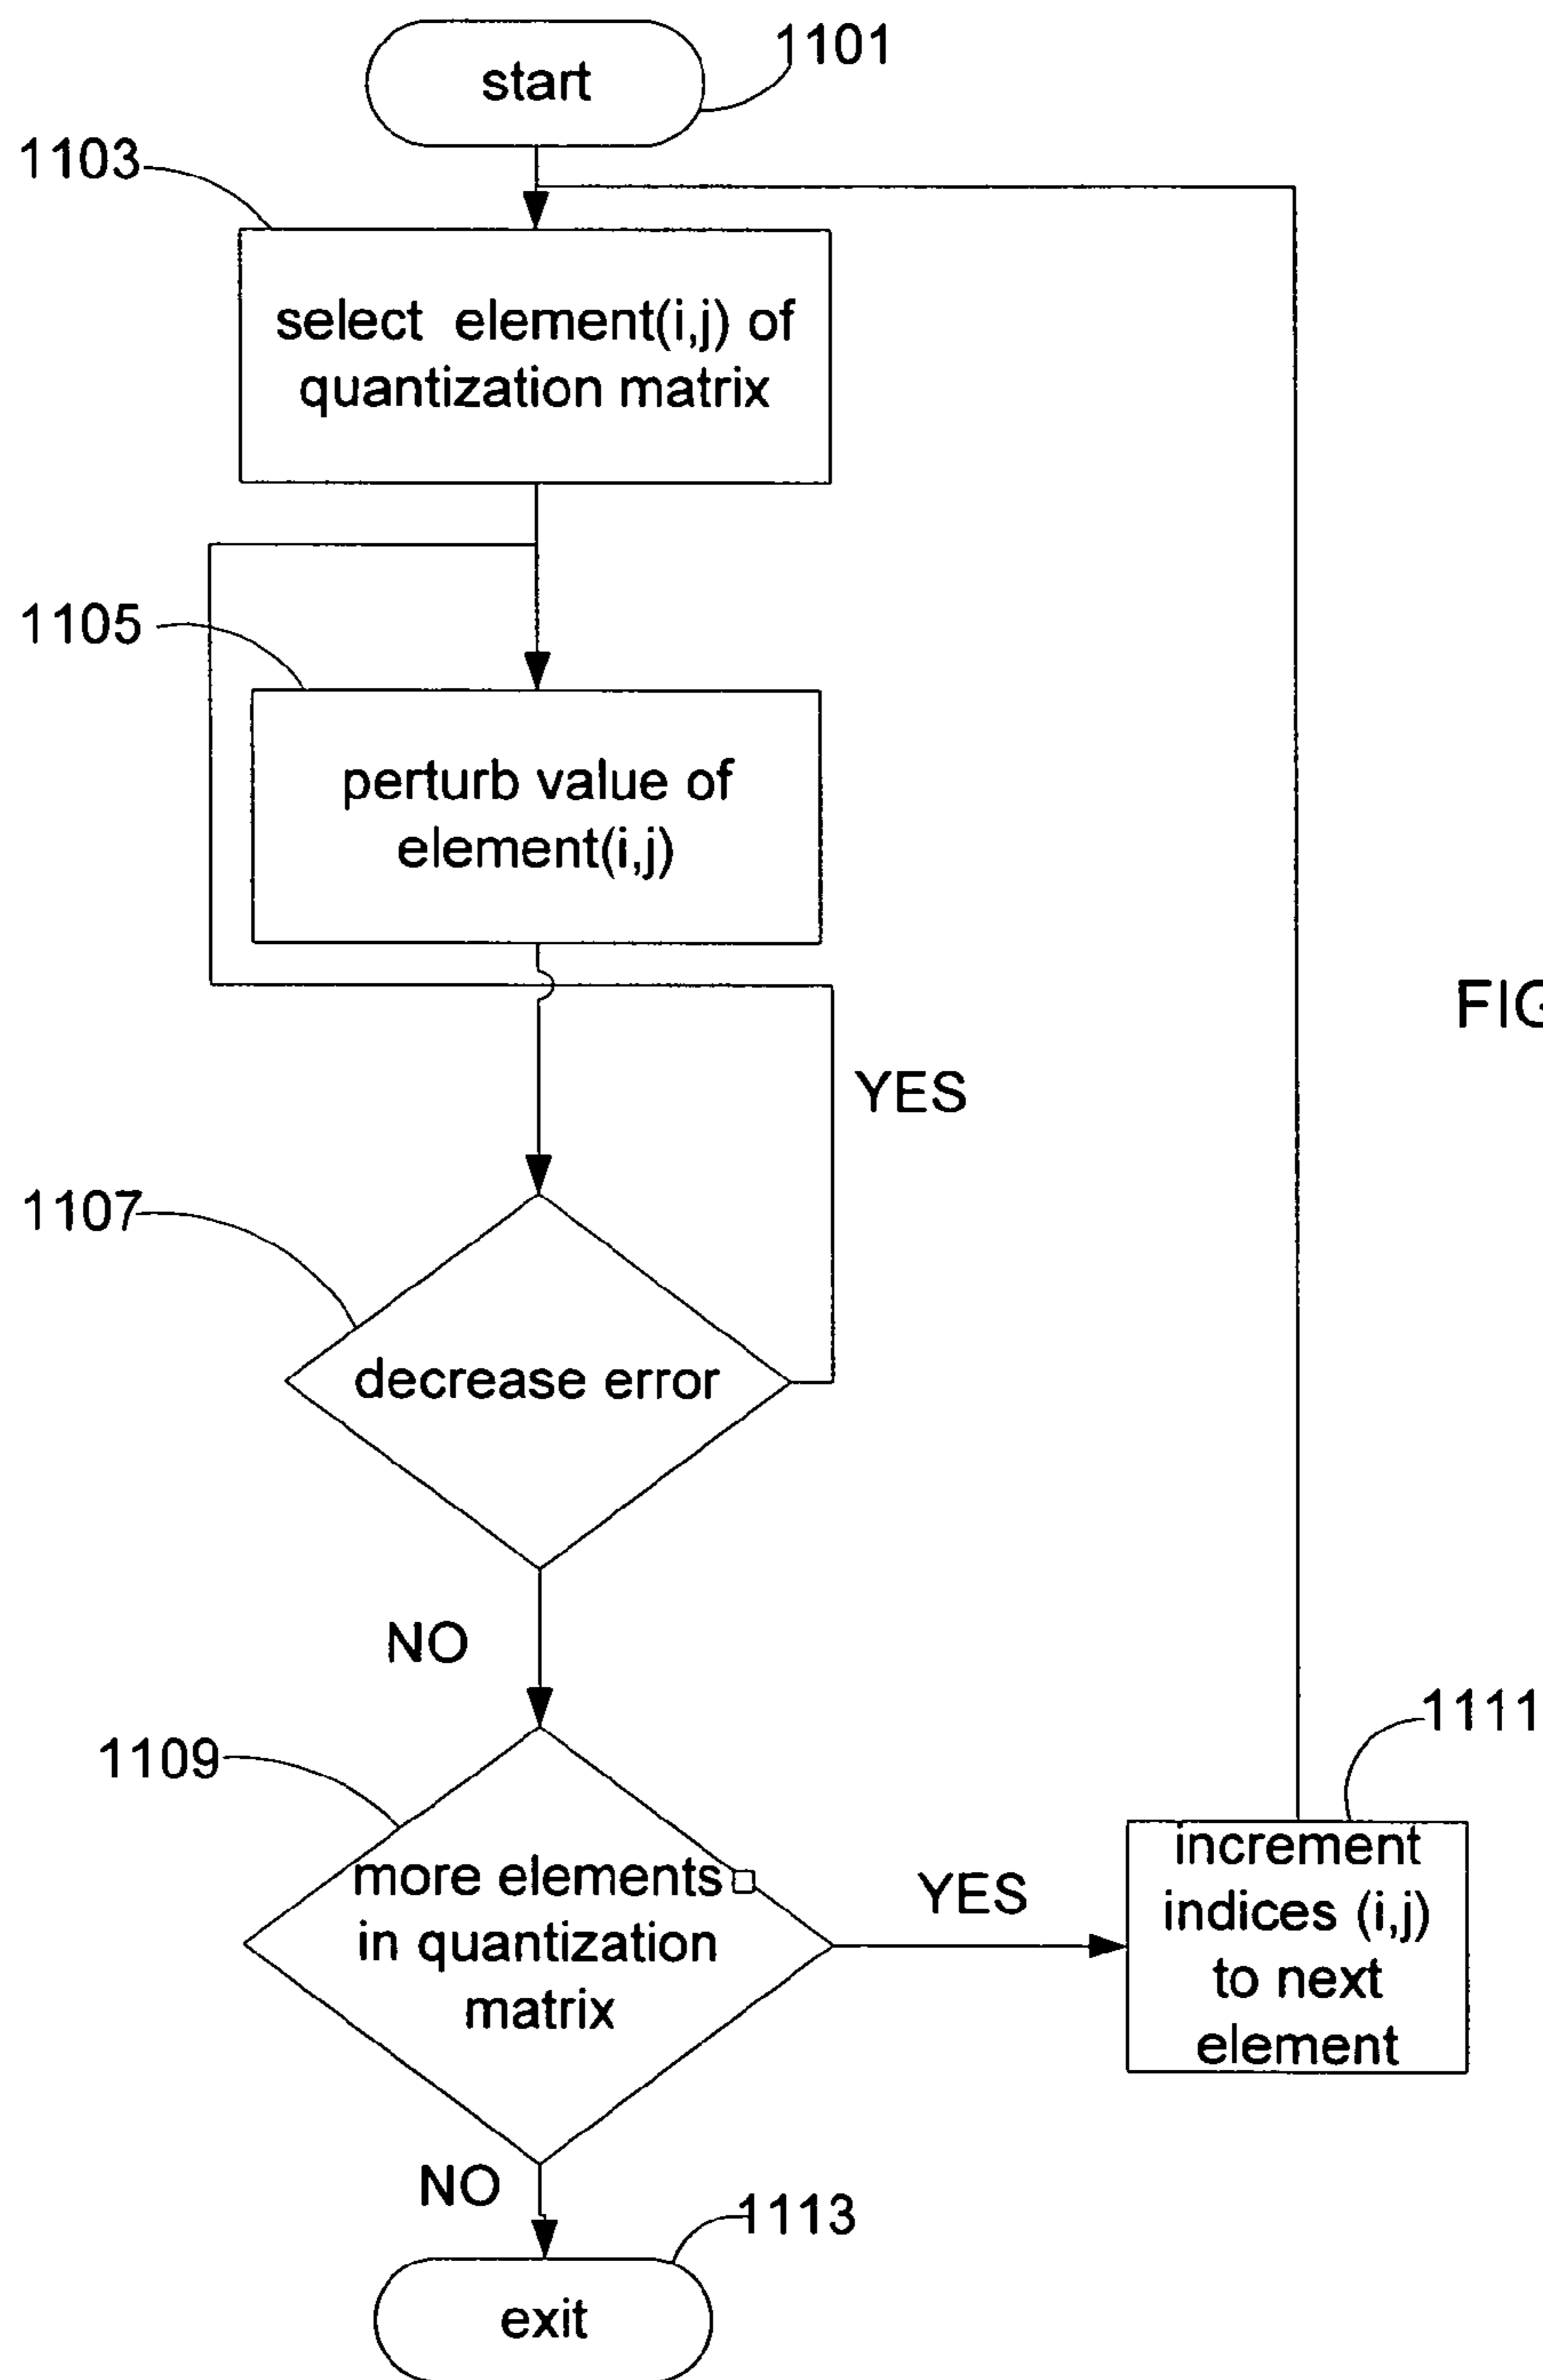 start
1101
1103
select element(i,j) of
quantization matrix
1105
perturb value of
element(i,j)
FIG
YES
1107
decrease error
NO
1109
more elements
in quantization
matrix
YES
1111
increment
indices (i,j)
to next
element
NO
1113
exit